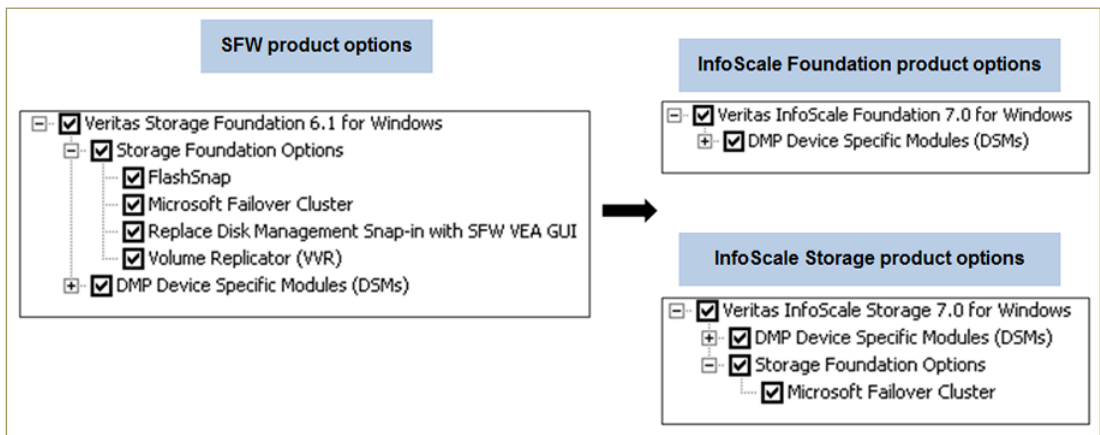 SFW product options
Veritas Storage Foundation 6.1 for Windows
Storage Foundation Options
FlashSnap
Microsoft Failover Cluster
Replace Disk Management Snap-in with SFW VEA GUI
Volume Replicator (VVR)
DMP Device Specific Modules (DSMs)
InfoScale Foundation product options
Veritas InfoScale Foundation 7.0 for Windows
DMP Device Specific Modules (DSMs)
InfoScale Storage product options
Veritas InfoScale Storage 7.0 for Windows
DMP Device Specific Modules (DSMs)
Storage Foundation Options
Microsoft Failover Cluster